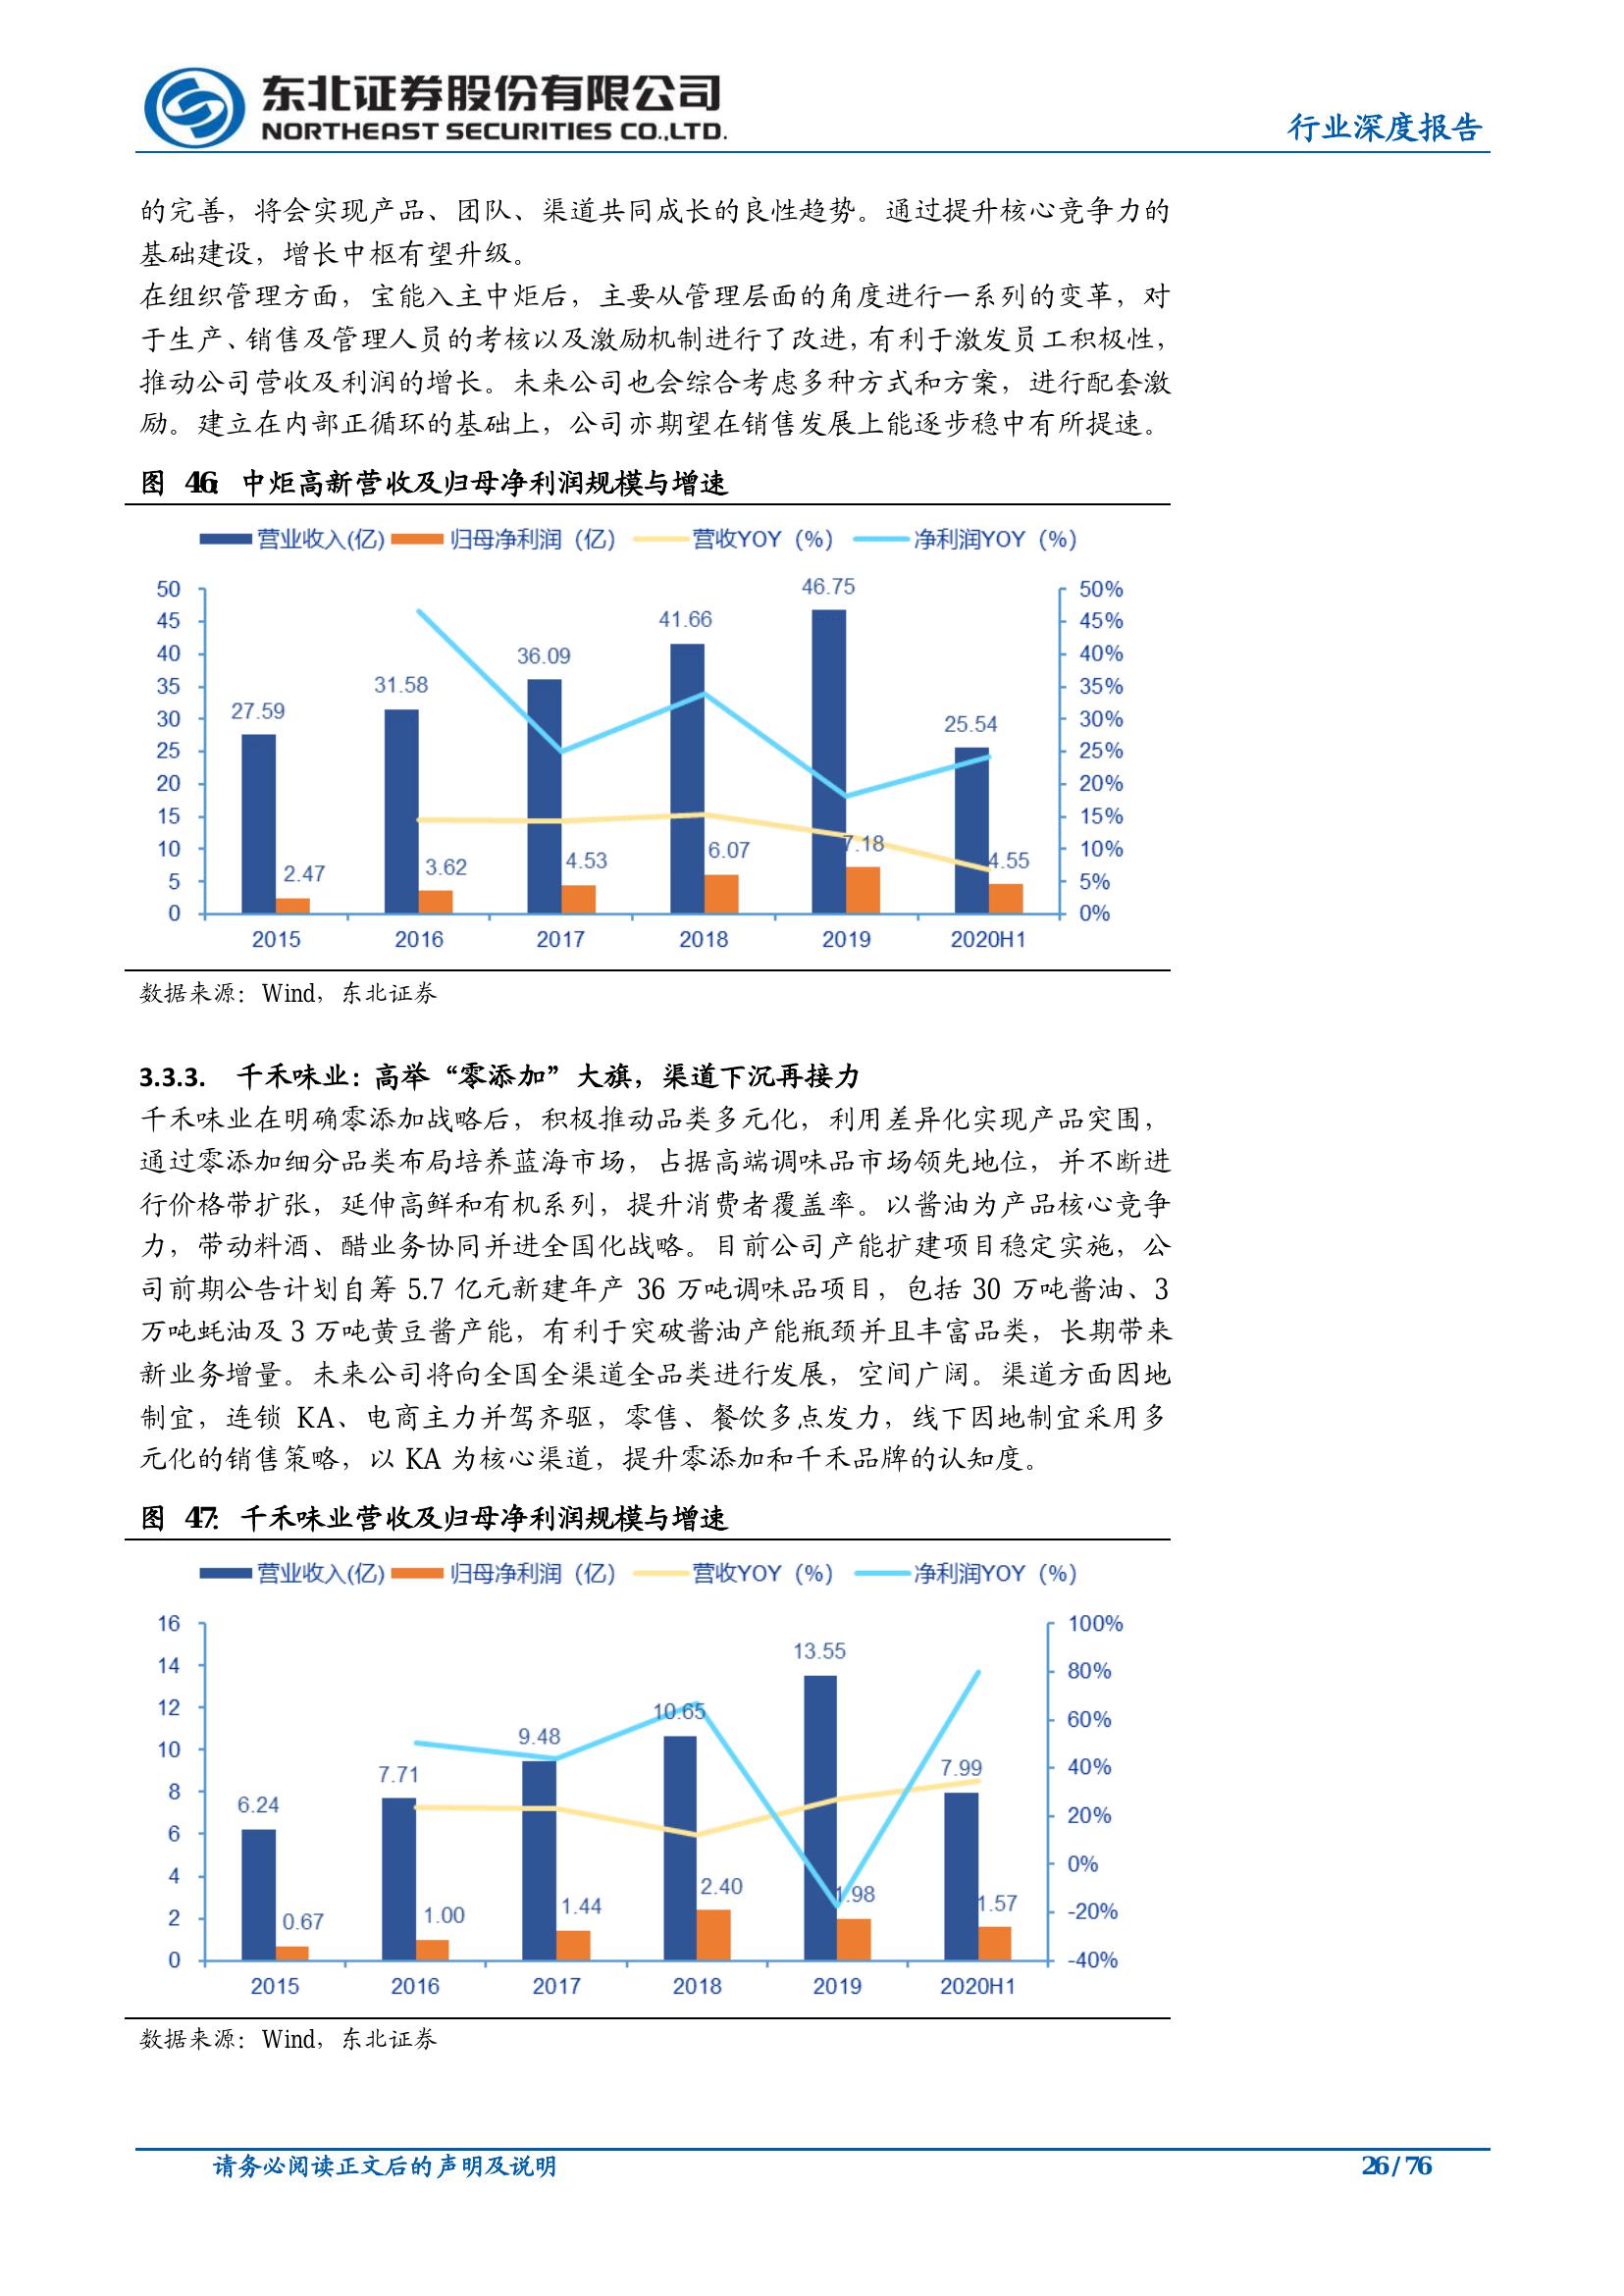 东北证券股份有限公司
NORTHEAST SECURITIES CO.,LTD.
行业深度报告
的完善，将会实现产品、团队、渠道共同成长的良性趋势。通过提升核心竞争力的
基础建设，增长中枢有望升级。
在组织管理方面，宝能入主中炬后，主要从管理层面的角度进行一系列的变革，对
于生产、销售及管理人员的考核以及激励机制进行了改进，有利于激发员工积极性，
推动公司营收及利润的增长。未来公司也会综合考虑多种方式和方案，进行配套激
励。建立在内部正循环的基础上，公司亦期望在销售发展上能逐步稳中有所提速。
图 46：中炬高新营收及归母净利润规模与增速
营业收入(亿) 归母净利润（亿） 营收YOY（%） 净利润YOY（%）
50 45 40 35 30 25 20 15 10 5 0
27.59 31.58 36.09 41.66 46.75 25.54
2.47 3.62 4.53 6.07 7.18 4.55
50% 45% 40% 35% 30% 25% 20% 15% 10% 5% 0%
2015 2016 2017 2018 2019 2020H1
数据来源：Wind，东北证券
3.3.3. 千禾味业：高举“零添加”大旗，渠道下沉再接力
千禾味业在明确零添加战略后，积极推动品类多元化，利用差异化实现产品突围，
通过零添加细分品类布局培养蓝海市场，占据高端调味品市场领先地位，并不断进
行价格带扩张，延伸高鲜和有机系列，提升消费者覆盖率。以酱油为产品核心竞争
力，带动料酒、醋业务协同并进全国化战略。目前公司产能扩建项目稳定实施，公
司前期公告计划自筹 5.7 亿元新建年产 36 万吨调味品项目，包括 30 万吨酱油、3
万吨蚝油及 3 万吨黄豆酱产能，有利于突破酱油产能瓶颈并且丰富品类，长期带来
新业务增量。未来公司将向全国全渠道全品类进行发展，空间广阔。渠道方面因地
制宜，连锁 KA、电商主力并驾齐驱，零售、餐饮多点发力，线下因地制宜采用多
元化的销售策略，以 KA 为核心渠道，提升零添加和千禾品牌的认知度。
图 47：千禾味业营收及归母净利润规模与增速
营业收入(亿) 归母净利润（亿） 营收YOY（%） 净利润YOY（%）
16 14 12 10 8 6 4 2 0
6.24 7.71 9.48 10.65 13.55 7.99
0.67 1.00 1.44 2.40 1.98 1.57
100% 80% 60% 40% 20% 0% -20% -40%
2015 2016 2017 2018 2019 2020H1
数据来源：Wind，东北证券
请务必阅读正文后的声明及说明
26 / 76